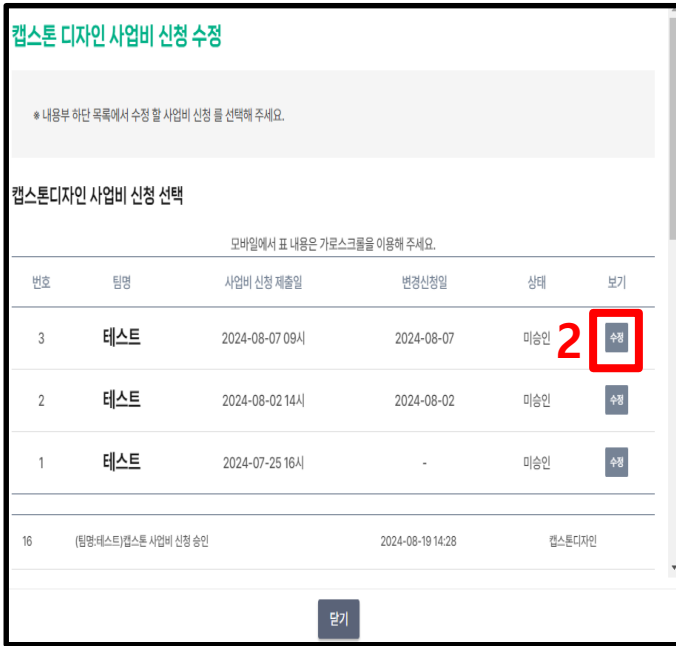 캡스톤 디자인 사업비 신청 수정
※ 내용부 하단 목록에서 수정 할 사업비 신청 를 선택해 주세요.
캡스톤디자인 사업비 신청 선택
모바일에서 표 내용은 가로스크롤을 이용해 주세요.
번호 팀명 사업비 신청 제출일 변경신청일 상태 보기
3 테스트 2024-08-07 09시 2024-08-07 미승인 2 수정
2 테스트 2024-08-02 14시 2024-08-02 미승인 수정
1 테스트 2024-07-25 16시 - 미승인 수정
16 (팀명:테스트)캡스톤 사업비 신청 승인 2024-08-19 14:28 캡스톤디자인
닫기